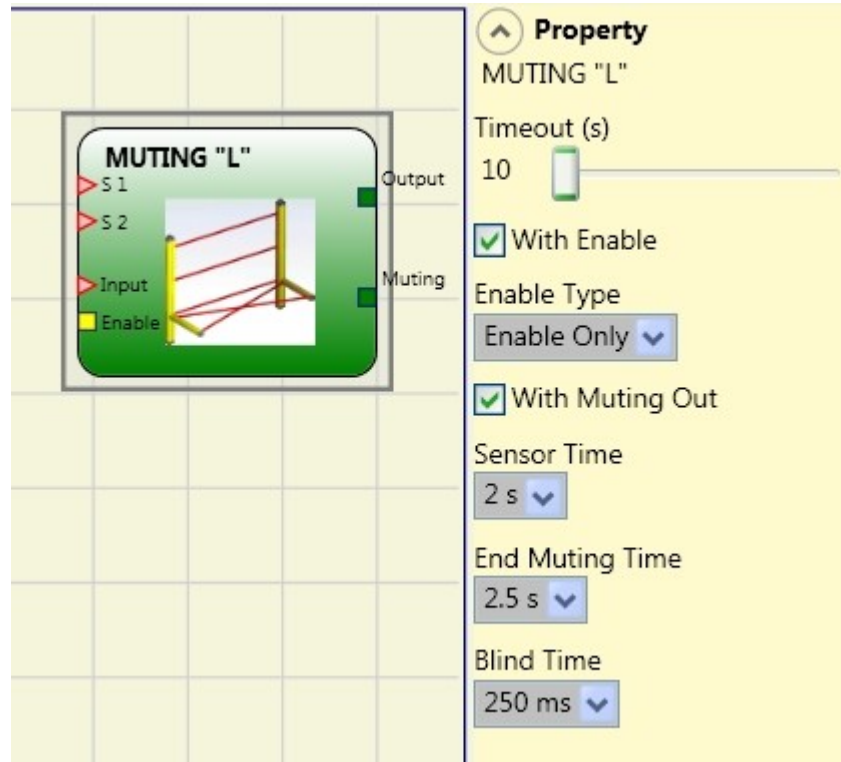 MUTING "L"
S 1
S 2
Input
Enable
Output
Muting
Property
MUTING "L"
Timeout (s)
10
With Enable
Enable Type
Enable Only
With Muting Out
Sensor Time
2 s
End Muting Time
2.5 s
Blind Time
250 ms